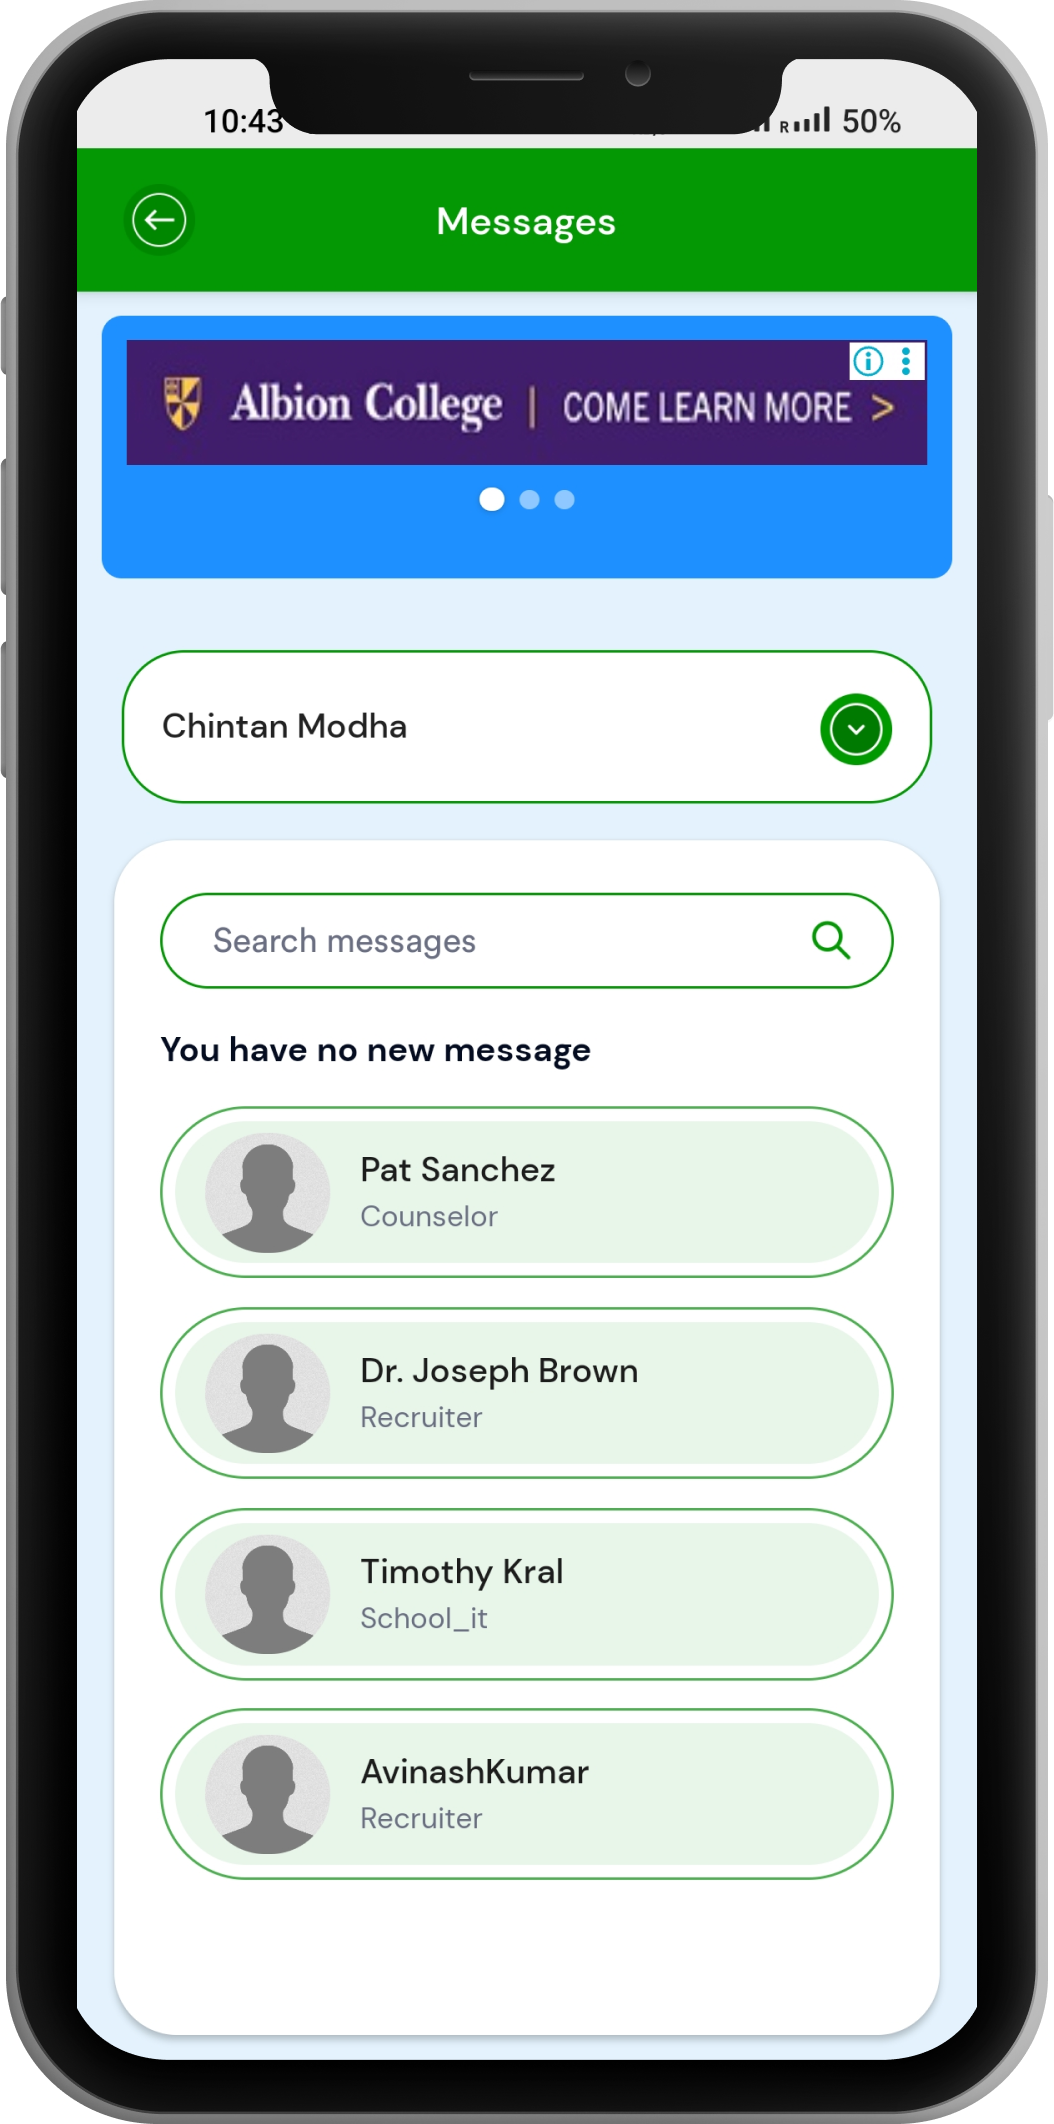 10:43
R 50%
Messages
Albion College | COME LEARN MORE >
Chintan Modha
Search messages
You have no new message
Pat Sanchez
Counselor
Dr. Joseph Brown
Recruiter
Timothy Kral
School_it
AvinashKumar
Recruiter